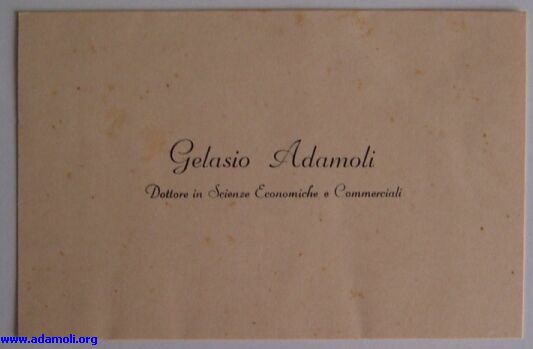 Gelasio Adamoli
Dottore in Scienze Economiche e Commerciali
www.adamoli.org